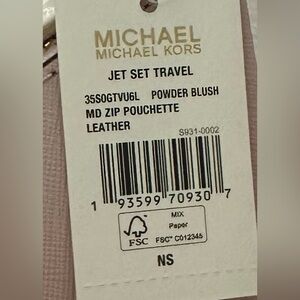 MICHAEL
MICHAEL KORS
JET SET TRAVEL
35S0GTVU6L POWDER BLUSH
MD ZIP POUCHETTE
LEATHER
S931-0002
1 93599 70930 7
FSC
MIX
Paper
FSC™ C012345
NS